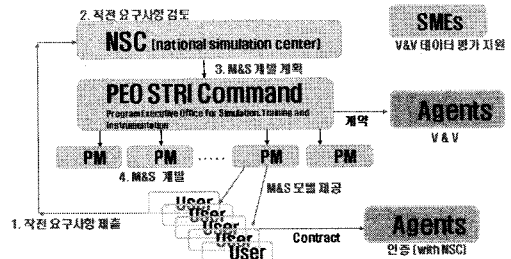 2. 작전 요구사항 검토
NSC (national simulation center)
SMEs
V&V 데이터 평가 지원
3. M&S 개발 계획
PEO STRI Command
Program Executive Office for Simulation, Training and
Instrumentation
계약
Agents
V & V
PM
PM
.....
PM
PM
4. M&S 개발
M&S 모델 제공
1. 작전 요구사항 제출
User
User
User
User
User
Contract
Agents
인증 (with NSC)